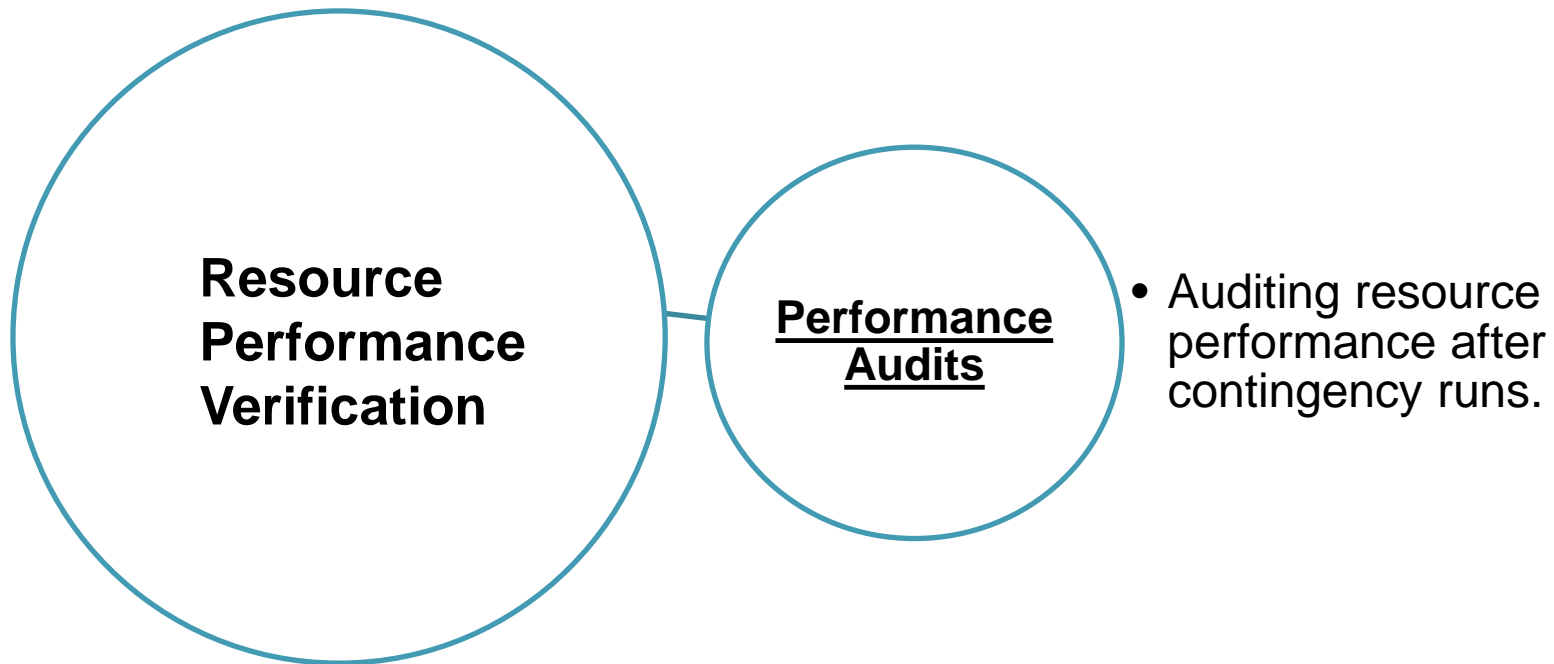 Resource
Performance
Verification
Performance
Audits
• Auditing resource
performance after
contingency runs.